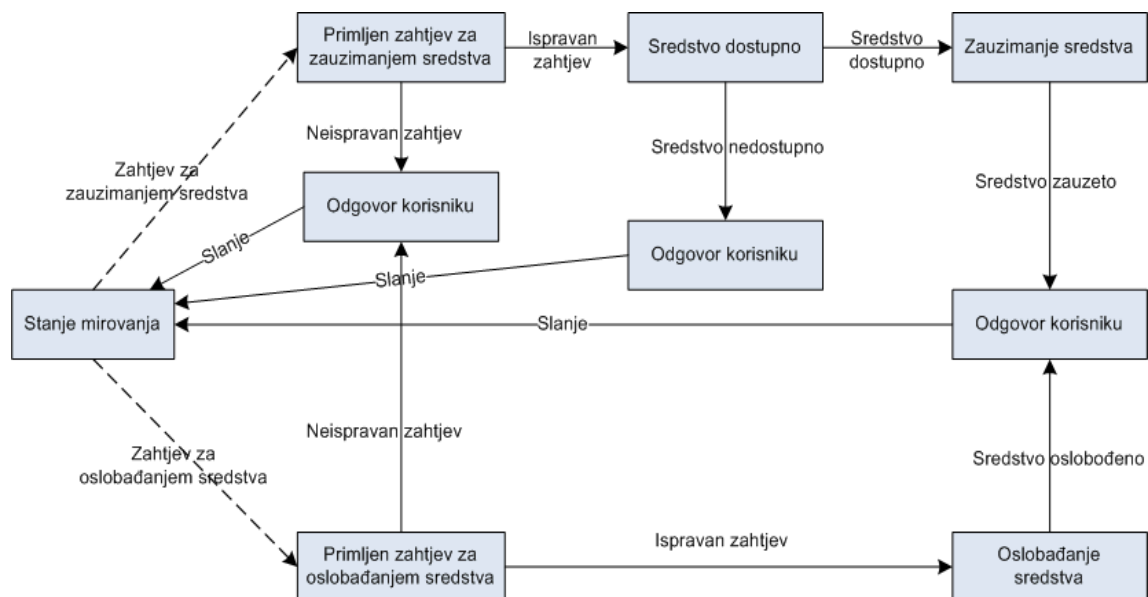 Primljen zahtjev za
zauzimanjem sredstva
Ispravan
zahtjev
Sredstvo dostupno
Sredstvo
dostupno
Zauzimanje sredstva
Neispravan zahtjev
Sredstvo nedostupno
Zahtjev za
zauzimanjem sredstva
Sredstvo zauzeto
Odgovor korisniku
Slanje
Odgovor korisniku
Slanje
Stanje mirovanja
Slanje
Odgovor korisniku
Neispravan zahtjev
Zahtjev za
oslobađanjem sredstva
Sredstvo oslobođeno
Primljen zahtjev za
oslobađanjem sredstva
Ispravan zahtjev
Oslobađanje
sredstva